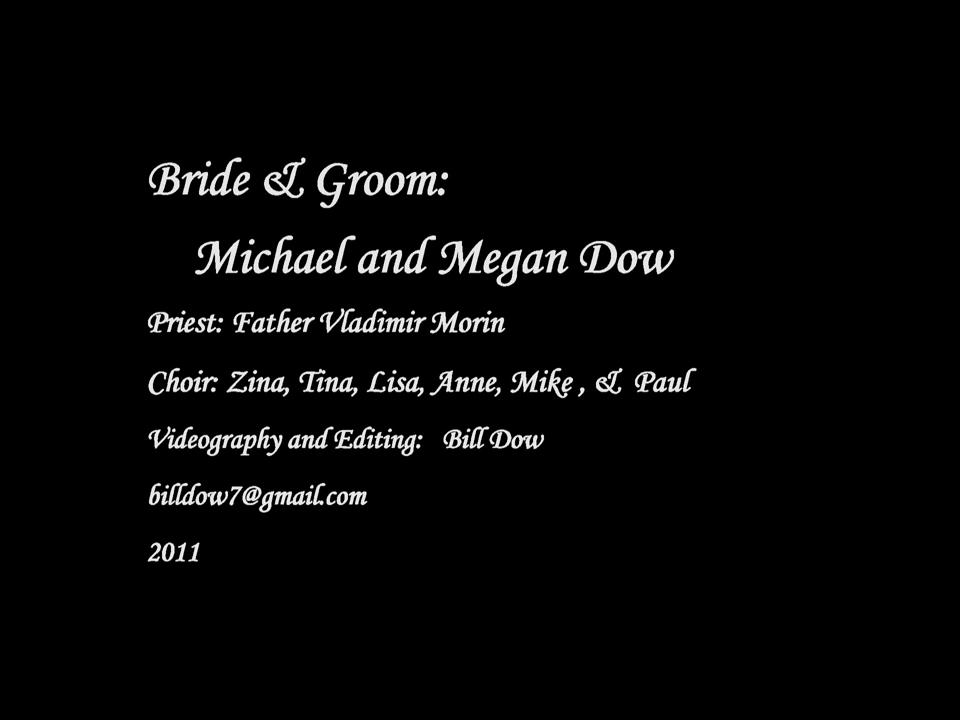 Bride & Groom:
Michael and Megan Dow
Priest: Father Vladimir Morin
Choir: Zina, Tina, Lisa, Anne, Mike , & Paul
Videography and Editing: Bill Dow
billdow7@gmail.com
2011